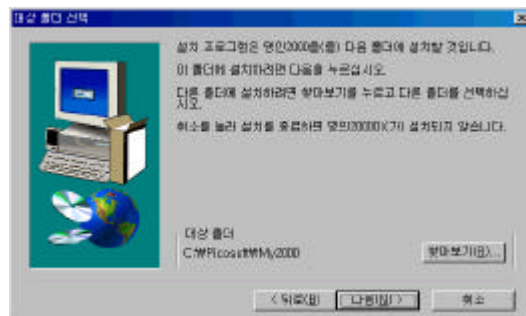 대상 폴더 선택
설치 프로그램은 명인2000을(를) 다음 폴더에 설치할 것입니다.
이 폴더에 설치하려면 다음을 누르십시오.
다른 폴더에 설치하려면 찾아보기를 누르고 다른 폴더를 선택하십
시오.
취소를 눌러 설치를 종료하면 명인2000이(가) 설치되지 않습니다.
대상 폴더
C:₩Picosoft₩My2000
찾아보기(R)...
< 뒤로(B)
다음(N) >
취소